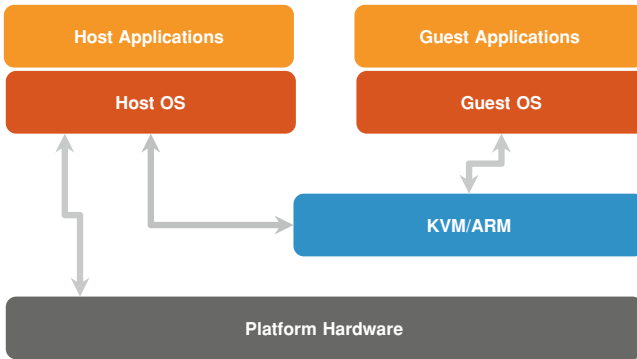 Host Applications
Guest Applications
Host OS
Guest OS
KVM/ARM
Platform Hardware